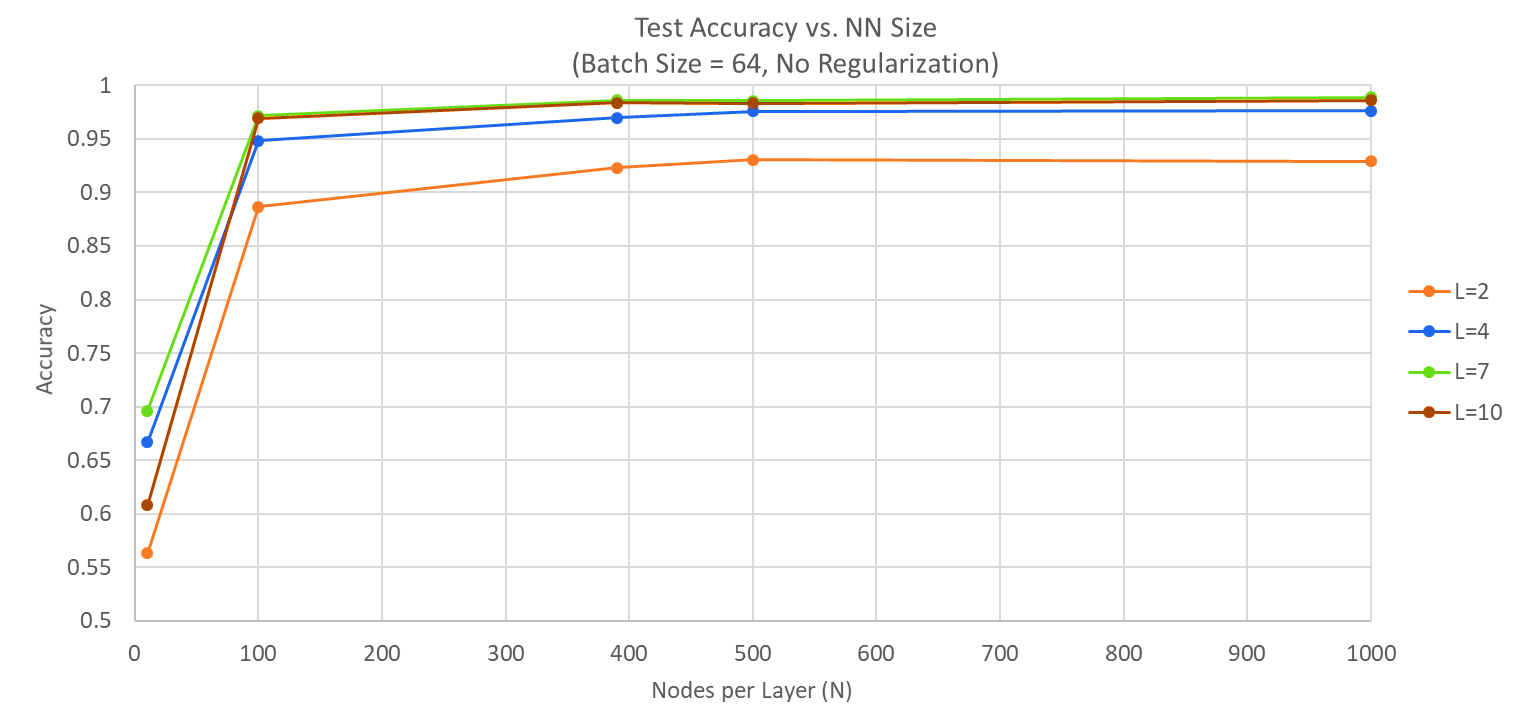 Test Accuracy vs. NN Size
(Batch Size = 64, No Regularization)
1
0.95
0.9
0.85
0.8
0.75
0.7
0.65
0.6
0.55
0.5
Accuracy
0 100 200 300 400 500 600 700 800 900 1000
Nodes per Layer (N)
L=2
L=4
L=7
L=10